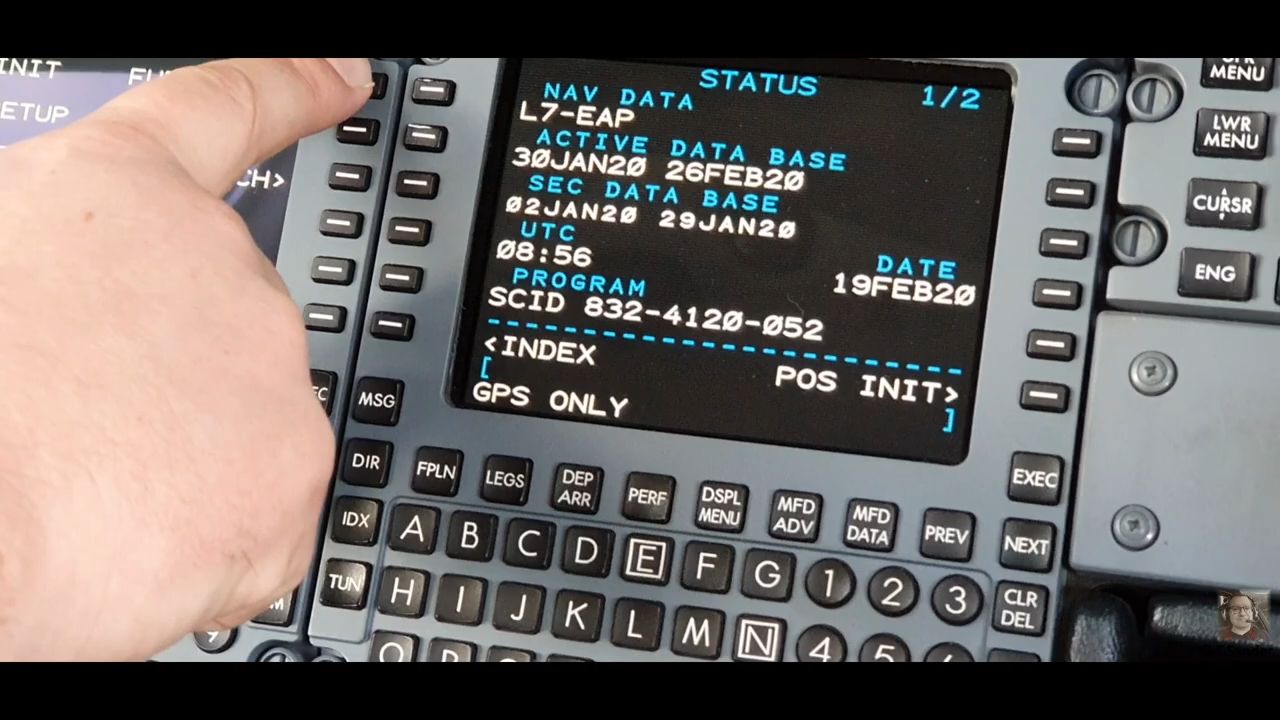 INIT
SETUP
CH>
STATUS 1/2
NAV DATA
L7-EAP
ACTIVE DATA BASE
30JAN20 26FEB20
SEC DATA BASE
02JAN20 29JAN20
UTC
08:56
DATE
19FEB20
PROGRAM
SCID 832-4120-052
<INDEX
POS INIT>
[ ]
GPS ONLY
MENU
LWR
MENU
CURSR
ENG
MSG
EXEC
DIR
FPLN
LEGS
DEP
ARR
PERF
DSPL
MENU
MFD
ADV
MFD
DATA
PREV
NEXT
IDX
A B C D E F G 1 2 3
CLR
DEL
TUN
H I J K L M N 4 5